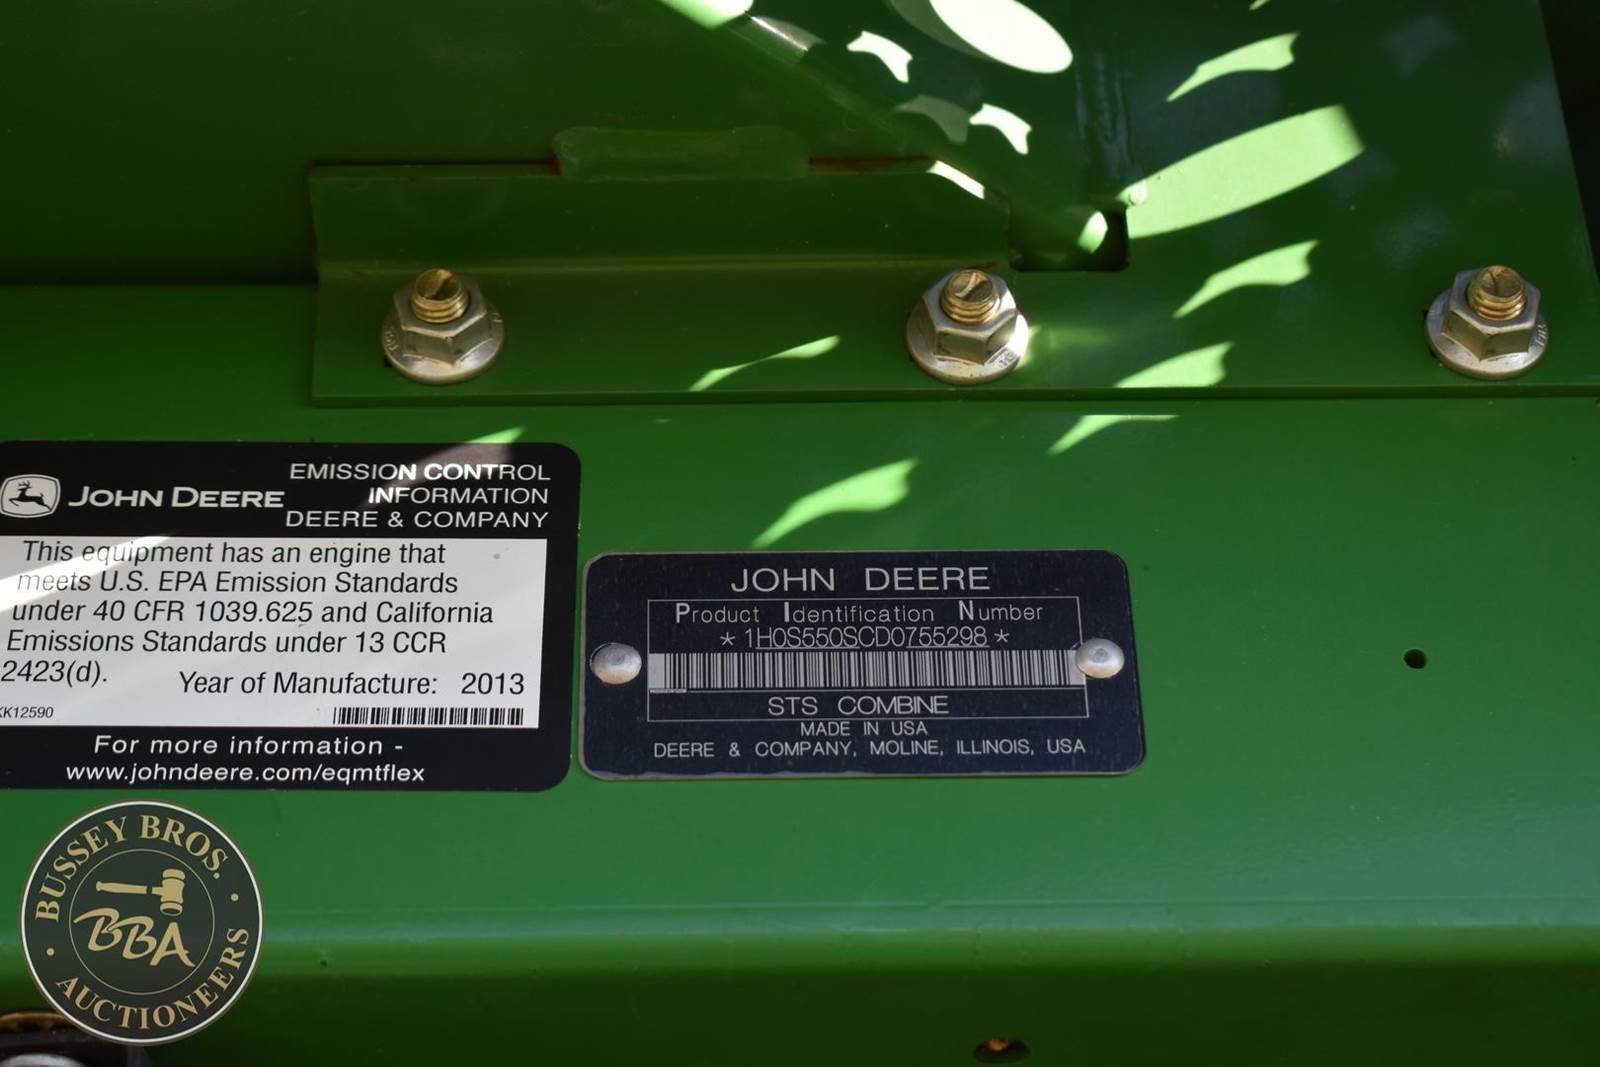 JOHN DEERE
EMISSION CONTROL
INFORMATION
DEERE & COMPANY
This equipment has an engine that
meets U.S. EPA Emission Standards
under 40 CFR 1039.625 and California
Emissions Standards under 13 CCR
2423(d).
Year of Manufacture: 2013
KK12590
For more information -
www.johndeere.com/eqmtflex
JOHN DEERE
Product Identification Number
*1H0S550SCD0755298*
STS COMBINE
MADE IN USA
DEERE & COMPANY, MOLINE, ILLINOIS, USA
BUSSEY BROS.
BBA
AUCTIONEERS